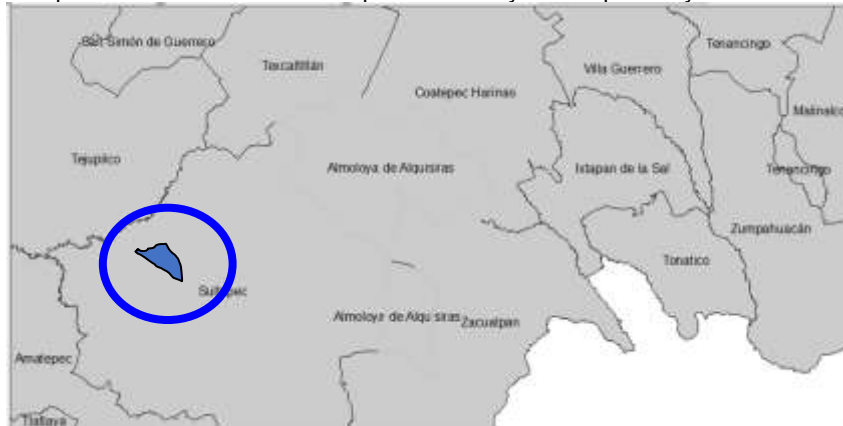 San Simón de Guerrero
Tenancingo
Texcaltitlán
Villa Guerrero
Coatepec Harinas
Malinalco
Tejupilco
Almoloya de Alquisiras
Ixtapan de la Sal
Tenancingo
Zumpahuacán
Tonatico
Sultepec
Almoloya de Alquisiras
Zacualpan
Amatepec
Tlatlaya